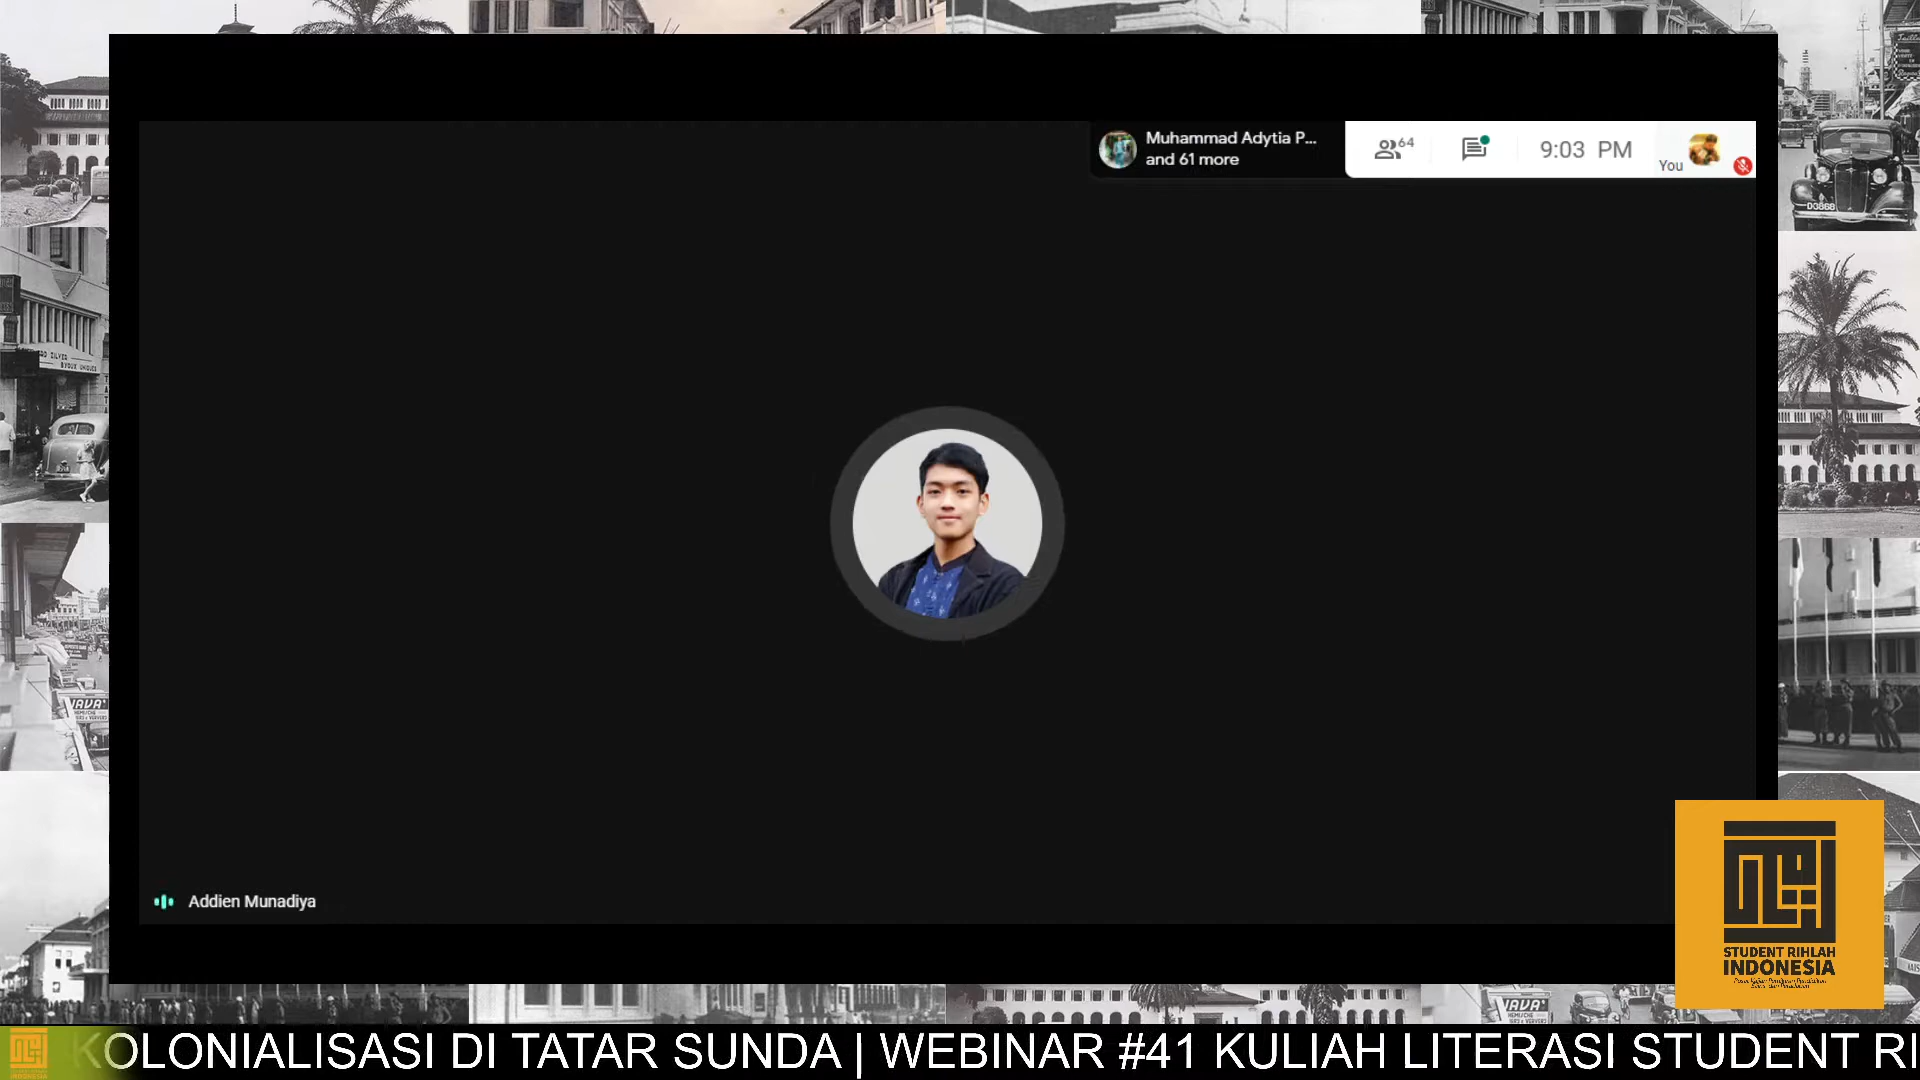 Muhammad Adytia P...
and 61 more
64
9:03 PM
You
D3868
Addien Munadiya
STUDENT RIHLAH
INDONESIA
KOLONIALISASI DI TATAR SUNDA | WEBINAR #41 KULIAH LITERASI STUDENT RI